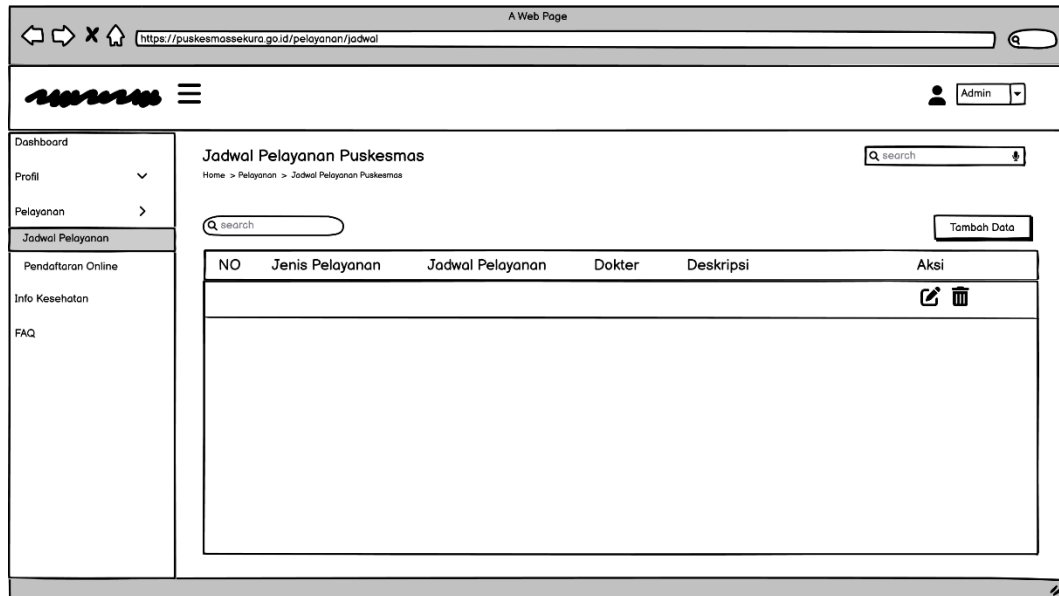 A Web Page
https://puskesmassekura.go.id/pelayanan/jadwal
Admin
Dashboard
Profil
Pelayanan
Jadwal Pelayanan
Pendaftaran Online
Info Kesehatan
FAQ
Jadwal Pelayanan Puskesmas
search
Home > Pelayanan > Jadwal Pelayanan Puskesmas
search
Tambah Data
NO Jenis Pelayanan Jadwal Pelayanan Dokter Deskripsi Aksi